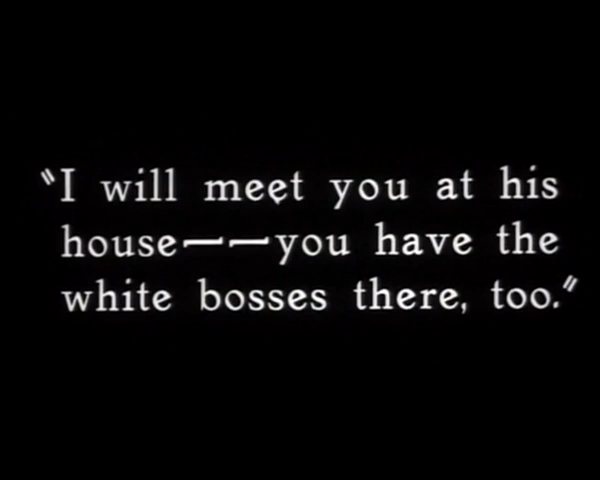 "I will meet you at his
house——you have the
white bosses there, too."